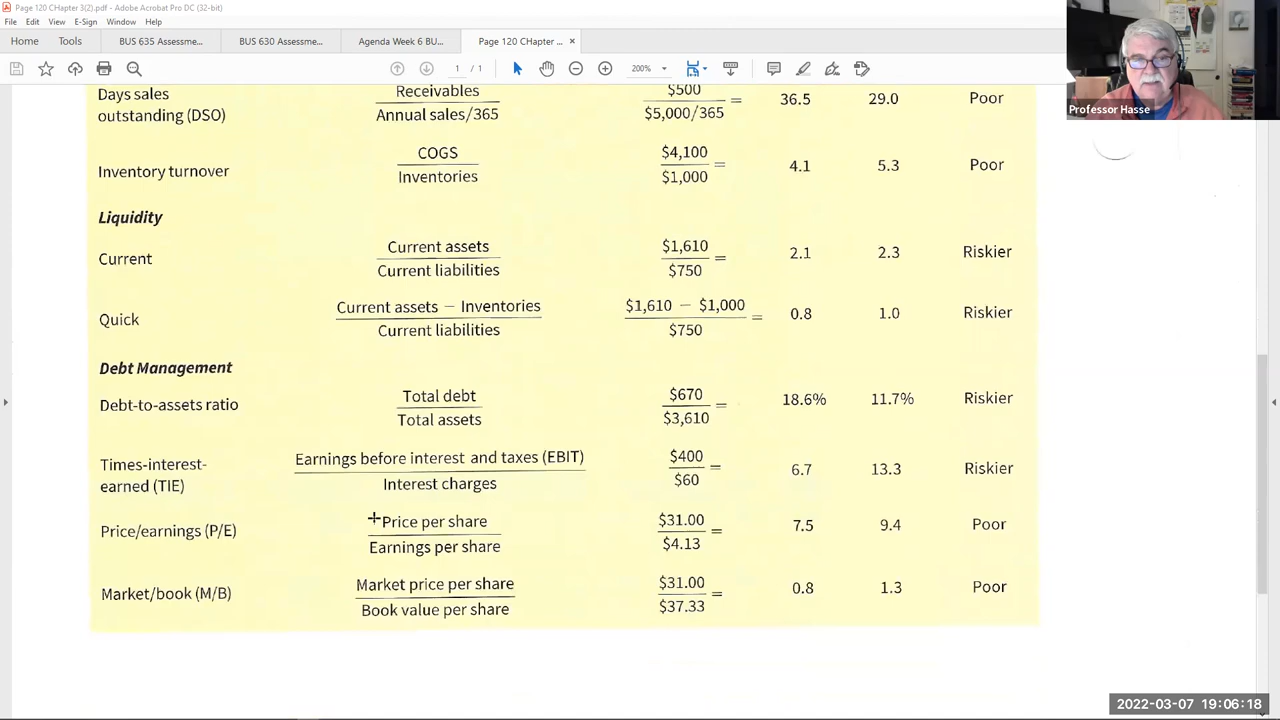 Page 120 CHapter 3(2).pdf - Adobe Acrobat Pro DC (32-bit)
File Edit View E-Sign Window Help
Home Tools BUS 635 Assessme... BUS 630 Assessme... Agenda Week 6 BU... Page 120 CHapter ... ×
1 / 1 200%
Professor Hasse
Days sales outstanding (DSO) Receivables / Annual sales/365 $500 / $5,000/365 = 36.5 29.0 Poor
Inventory turnover COGS / Inventories $4,100 / $1,000 = 4.1 5.3 Poor
Liquidity
Current Current assets / Current liabilities $1,610 / $750 = 2.1 2.3 Riskier
Quick Current assets − Inventories / Current liabilities $1,610 − $1,000 / $750 = 0.8 1.0 Riskier
Debt Management
Debt-to-assets ratio Total debt / Total assets $670 / $3,610 = 18.6% 11.7% Riskier
Times-interest-earned (TIE) Earnings before interest and taxes (EBIT) / Interest charges $400 / $60 = 6.7 13.3 Riskier
Price/earnings (P/E) Price per share / Earnings per share $31.00 / $4.13 = 7.5 9.4 Poor
Market/book (M/B) Market price per share / Book value per share $31.00 / $37.33 = 0.8 1.3 Poor
2022-03-07 19:06:18